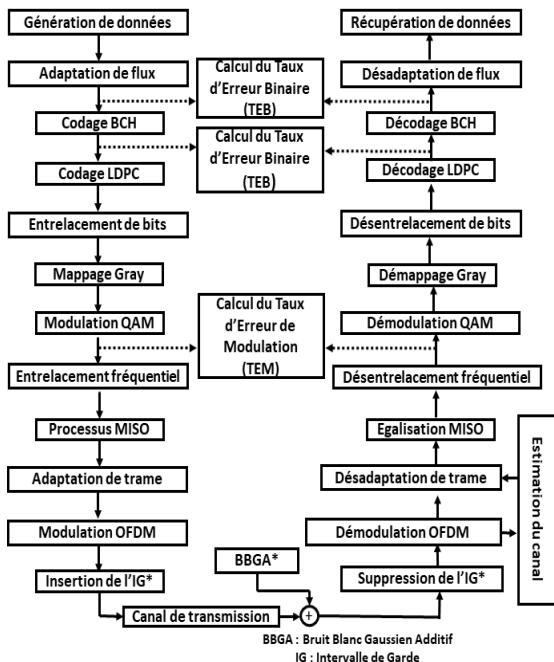 Génération de données
Récupération de données
Adaptation de flux
Calcul du Taux
d'Erreur Binaire
(TEB)
Désadaptation de flux
Codage BCH
Décodage BCH
Calcul du Taux
d'Erreur Binaire
(TEB)
Codage LDPC
Décodage LDPC
Entrelacement de bits
Désentrelacement de bits
Mappage Gray
Démappage Gray
Calcul du Taux
d'Erreur de
Modulation
(TEM)
Modulation QAM
Démodulation QAM
Entrelacement fréquentiel
Désentrelacement fréquentiel
Processus MISO
Egalisation MISO
Estimation du canal
Adaptation de trame
Désadaptation de trame
Modulation OFDM
Démodulation OFDM
BBGA*
Insertion de l'IG*
Suppression de l'IG*
Canal de transmission
+
BBGA : Bruit Blanc Gaussien Additif
IG : Intervalle de Garde